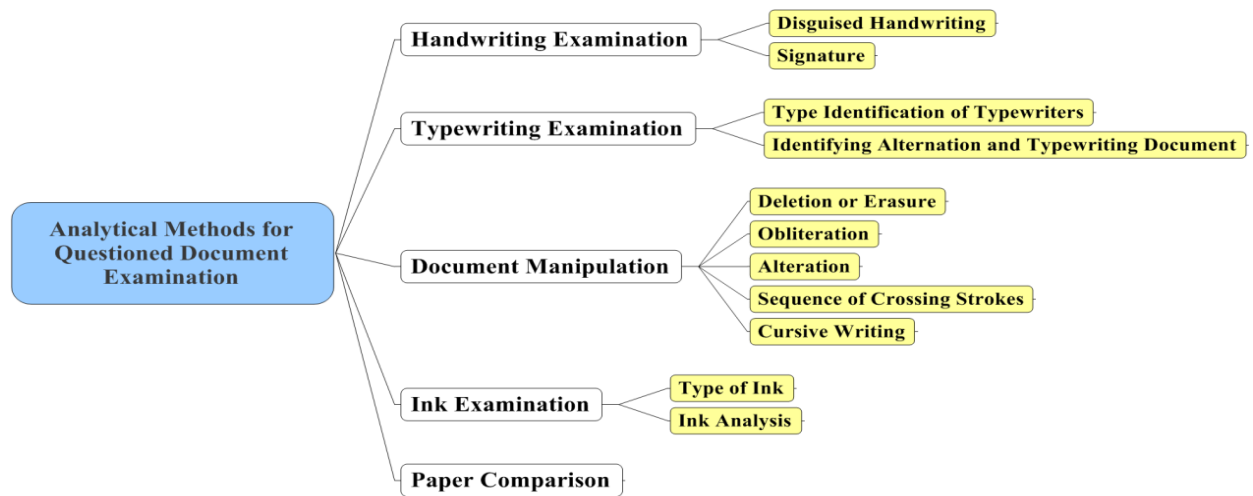 Analytical Methods for
Questioned Document
Examination
Handwriting Examination
Disguised Handwriting
Signature
Typewriting Examination
Type Identification of Typewriters
Identifying Alternation and Typewriting Document
Document Manipulation
Deletion or Erasure
Obliteration
Alteration
Sequence of Crossing Strokes
Cursive Writing
Ink Examination
Type of Ink
Ink Analysis
Paper Comparison